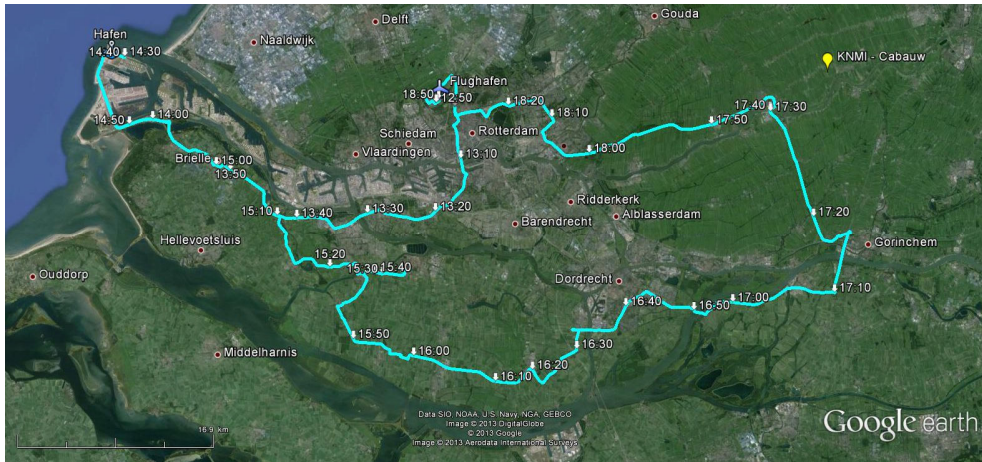 Delft
Gouda
Hafen
14:40
14:30
Naaldwijk
KNMI - Cabauw
Flughafen
18:50
12:50
18:20
18:10
17:40
17:30
14:50
14:00
17:50
Schiedam
Rotterdam
Vlaardingen
18:00
13:10
Brielle
15:00
13:50
Ridderkerk
15:10
13:40
13:30
13:20
Barendrecht
Alblasserdam
17:20
Hellevoetsluis
Gorinchem
15:20
15:30
15:40
Ouddorp
Dordrecht
17:10
16:40
16:50
17:00
15:50
16:30
Middelharnis
16:00
16:20
16:10
Data SIO, NOAA, U.S. Navy, NGA, GEBCO
Image © 2013 DigitalGlobe
© 2013 Google
Image © 2013 Aerodata International Surveys
16.9 km
Google earth